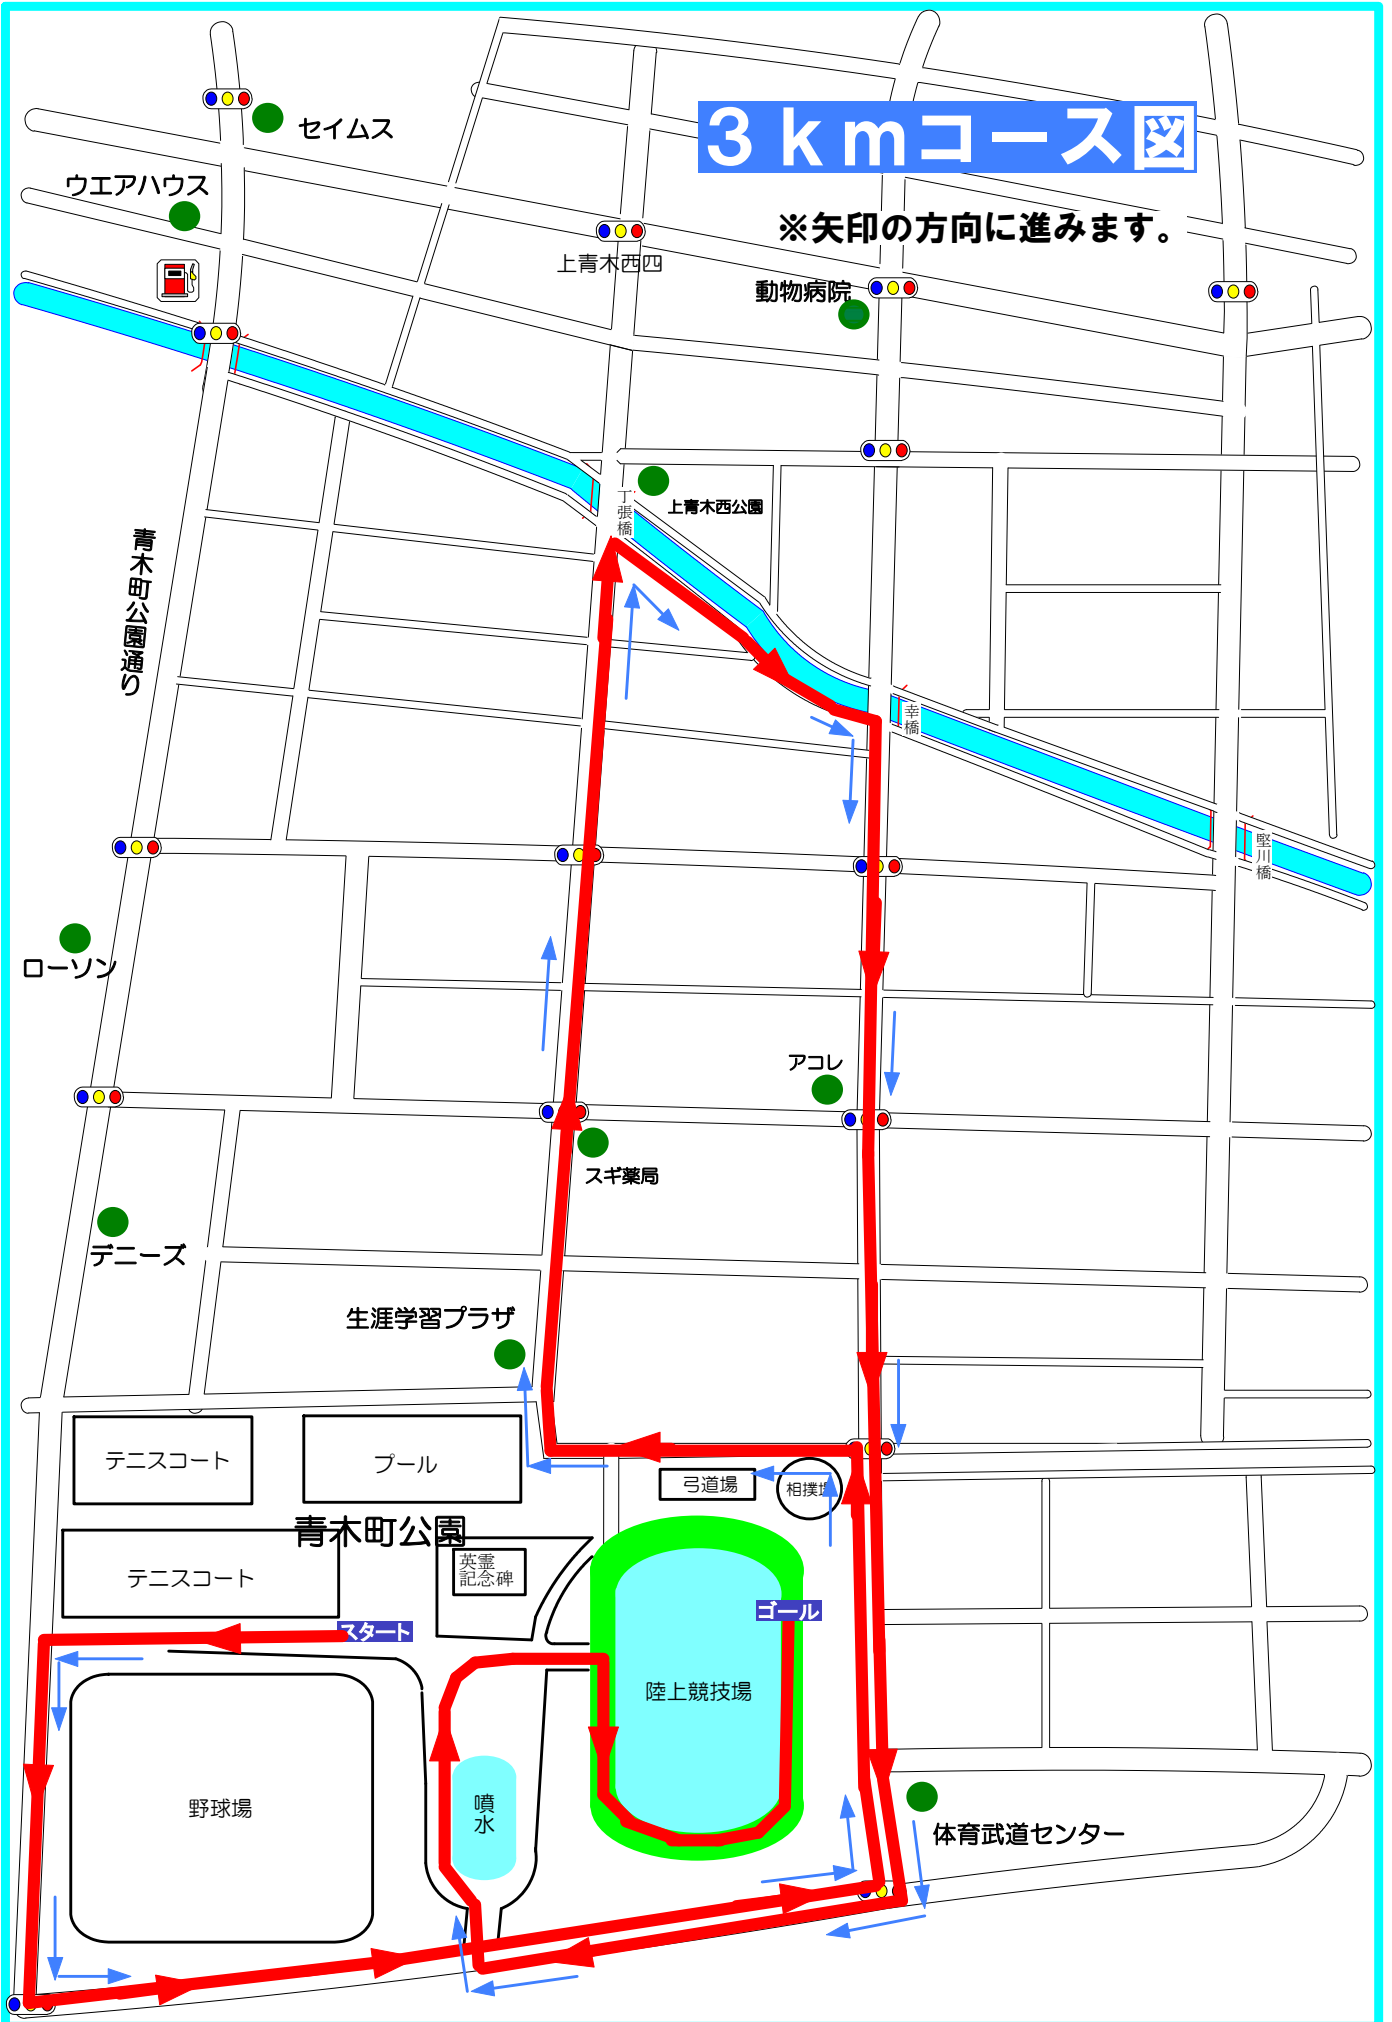 ３ｋｍコース図
※矢印の方向に進みます。
セイムス
ウエアハウス
上青木西四
動物病院
上青木西公園
丁張橋
青木町公園通り
幸橋
堅川橋
ローソン
アコレ
スギ薬局
デニーズ
生涯学習プラザ
テニスコート
プール
弓道場
相撲場
青木町公園
英霊
記念碑
テニスコート
スタート
ゴール
陸上競技場
野球場
噴水
体育武道センター